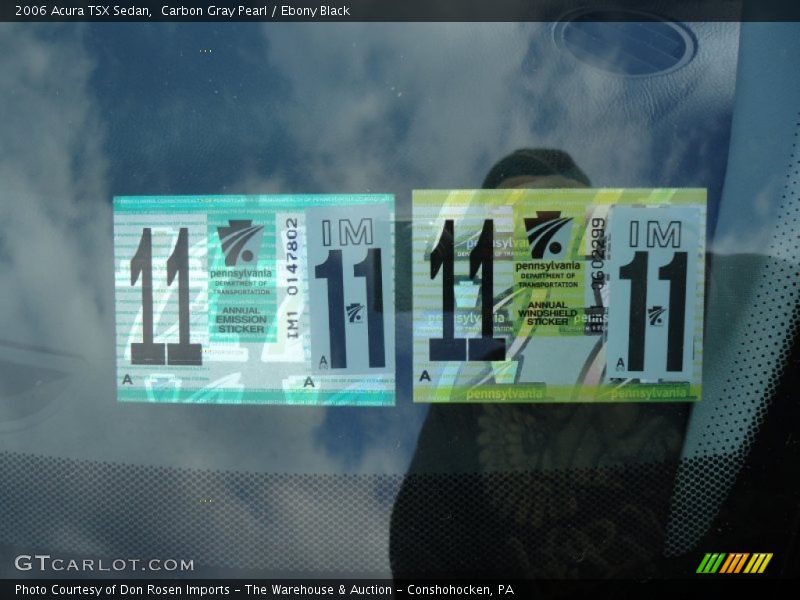 2006 Acura TSX Sedan,  Carbon Gray Pearl / Ebony Black
11
pennsylvania
DEPARTMENT OF
TRANSPORTATION
ANNUAL
EMISSION
STICKER
IM1 0147802
IM
11
A
A
A
11
pennsylvania
DEPARTMENT OF
TRANSPORTATION
ANNUAL
WINDSHIELD
STICKER
IM
11
A
A
pennsylvania
pennsylvania
GTCARLOT.COM
Photo Courtesy of Don Rosen Imports - The Warehouse & Auction - Conshohocken, PA